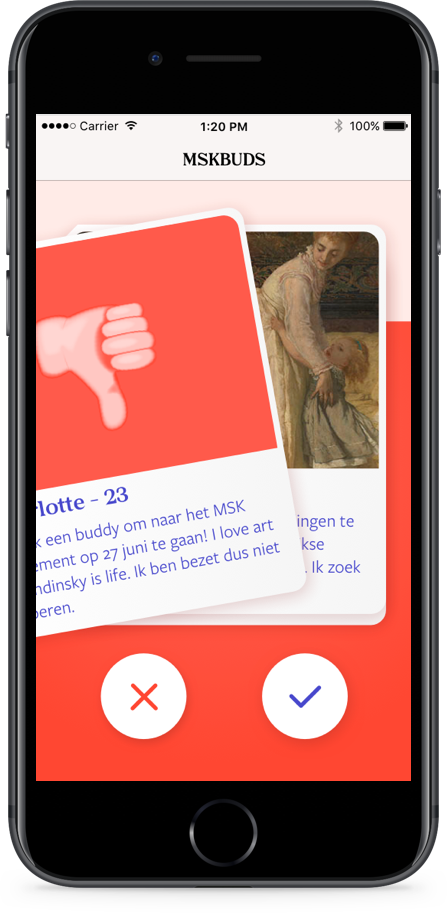 Carrier
1:20 PM
100%
MSKBUDS
lotte - 23
k een buddy om naar het MSK
ement op 27 juni te gaan! I love art
ndinsky is life. Ik ben bezet dus niet
eren.
ingen te
kse
. Ik zoek